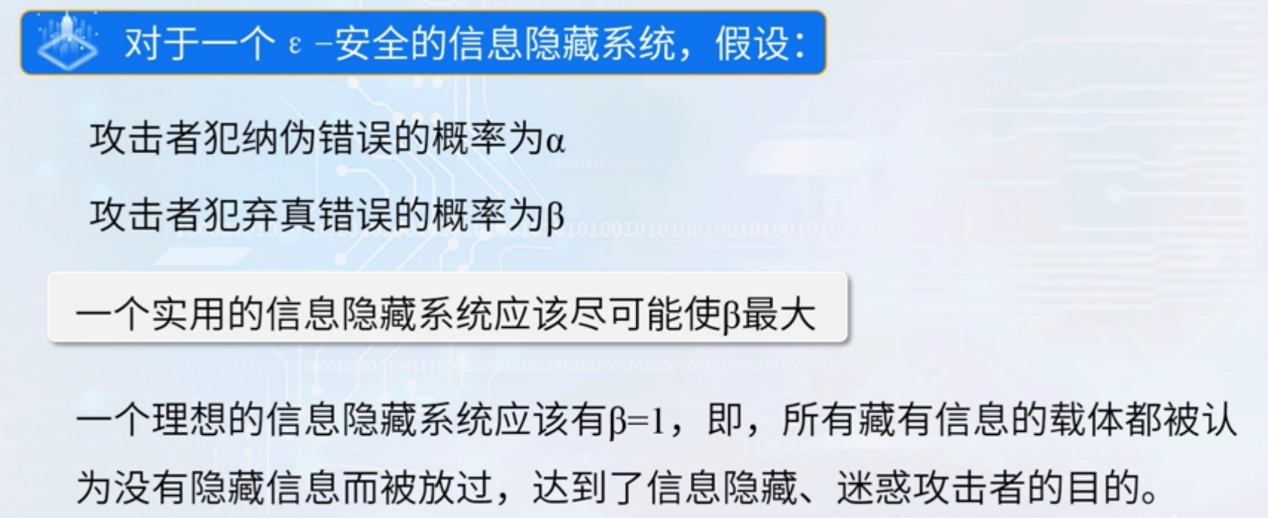 对于一个ε-安全的信息隐藏系统，假设：
攻击者犯纳伪错误的概率为α
攻击者犯弃真错误的概率为β
一个实用的信息隐藏系统应该尽可能使β最大
一个理想的信息隐藏系统应该有β=1，即，所有藏有信息的载体都被认
为没有隐藏信息而被放过，达到了信息隐藏、迷惑攻击者的目的。